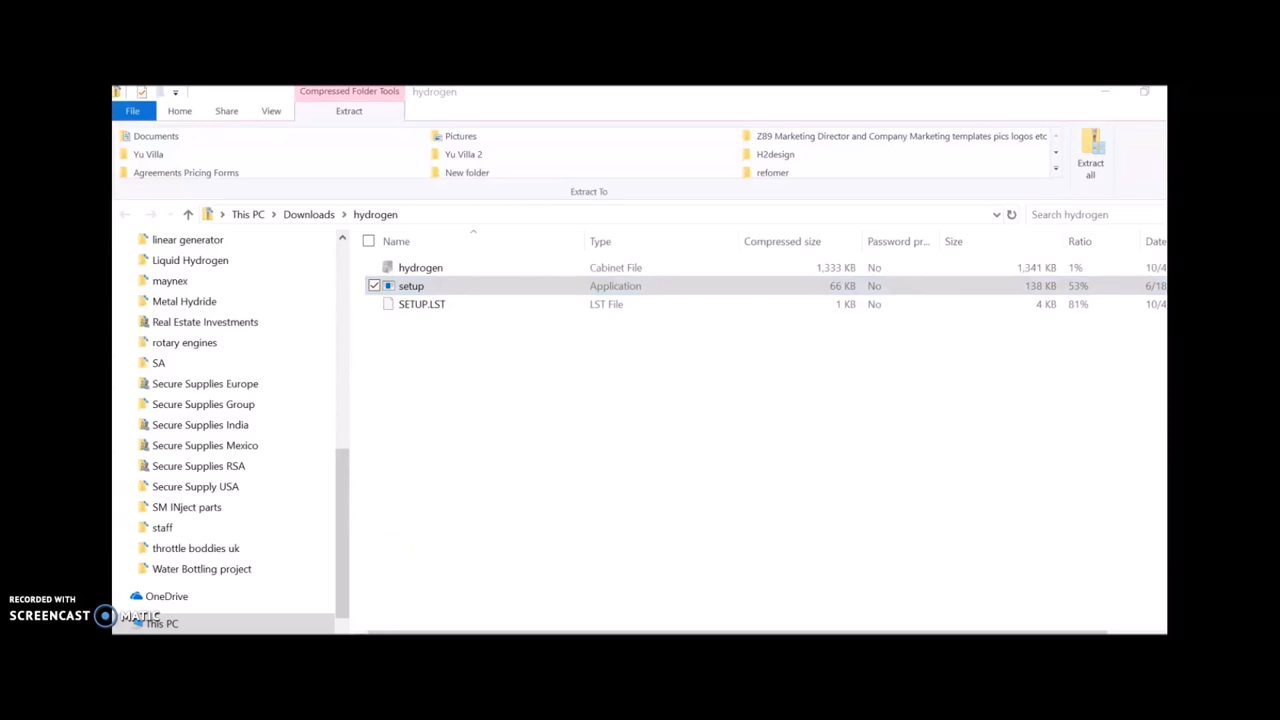 Compressed Folder Tools hydrogen
File Home Share View Extract
Documents Pictures Z89 Marketing Director and Company Marketing templates pics logos etc
Yu Villa Yu Villa 2 H2design
Agreements Pricing Forms New folder refomer
Extract all
Extract To
This PC Downloads hydrogen Search hydrogen
Name Type Compressed size Password pr... Size Ratio Date
hydrogen Cabinet File 1,333 KB No 1,341 KB 1% 10/4
setup Application 66 KB No 138 KB 53% 6/18
SETUP.LST LST File 1 KB No 4 KB 81% 10/4
linear generator
Liquid Hydrogen
maynex
Metal Hydride
Real Estate Investments
rotary engines
SA
Secure Supplies Europe
Secure Supplies Group
Secure Supplies India
Secure Supplies Mexico
Secure Supplies RSA
Secure Supply USA
SM INject parts
staff
throttle boddies uk
Water Bottling project
OneDrive
This PC
RECORDED WITH
SCREENCAST MATIC